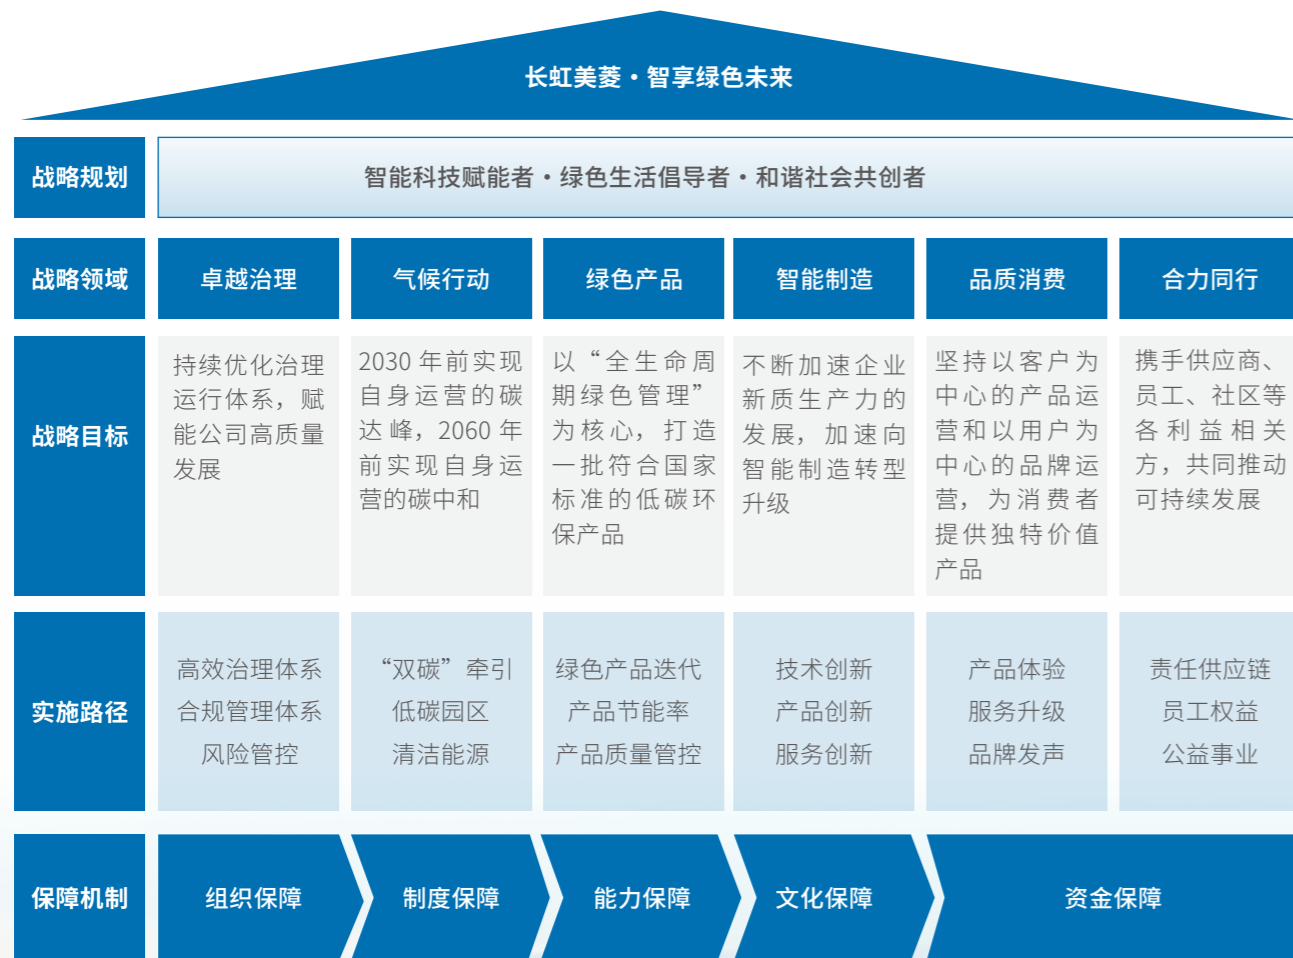 长虹美菱·智享绿色未来
战略规划
智能科技赋能者·绿色生活倡导者·和谐社会共创者
战略领域
卓越治理
气候行动
绿色产品
智能制造
品质消费
合力同行
战略目标
持续优化治理
运行体系，赋
能公司高质量
发展
2030 年前实现
自身运营的碳
达峰，2060 年
前实现自身运
营的碳中和
以“全生命周
期绿色管理”
为核心，打造
一批符合国家
标准的低碳环
保产品
不断加速企业
新质生产力的
发展，加速向
智能制造转型
升级
坚持以客户为
中心的产品运
营和以用户为
中心的品牌运
营，为消费者
提供独特价值
产品
携手供应商、
员工、社区等
各利益相关
方，共同推动
可持续发展
实施路径
高效治理体系
合规管理体系
风险管控
“双碳”牵引
低碳园区
清洁能源
绿色产品迭代
产品节能率
产品质量管控
技术创新
产品创新
服务创新
产品体验
服务升级
品牌发声
责任供应链
员工权益
公益事业
保障机制
组织保障
制度保障
能力保障
文化保障
资金保障